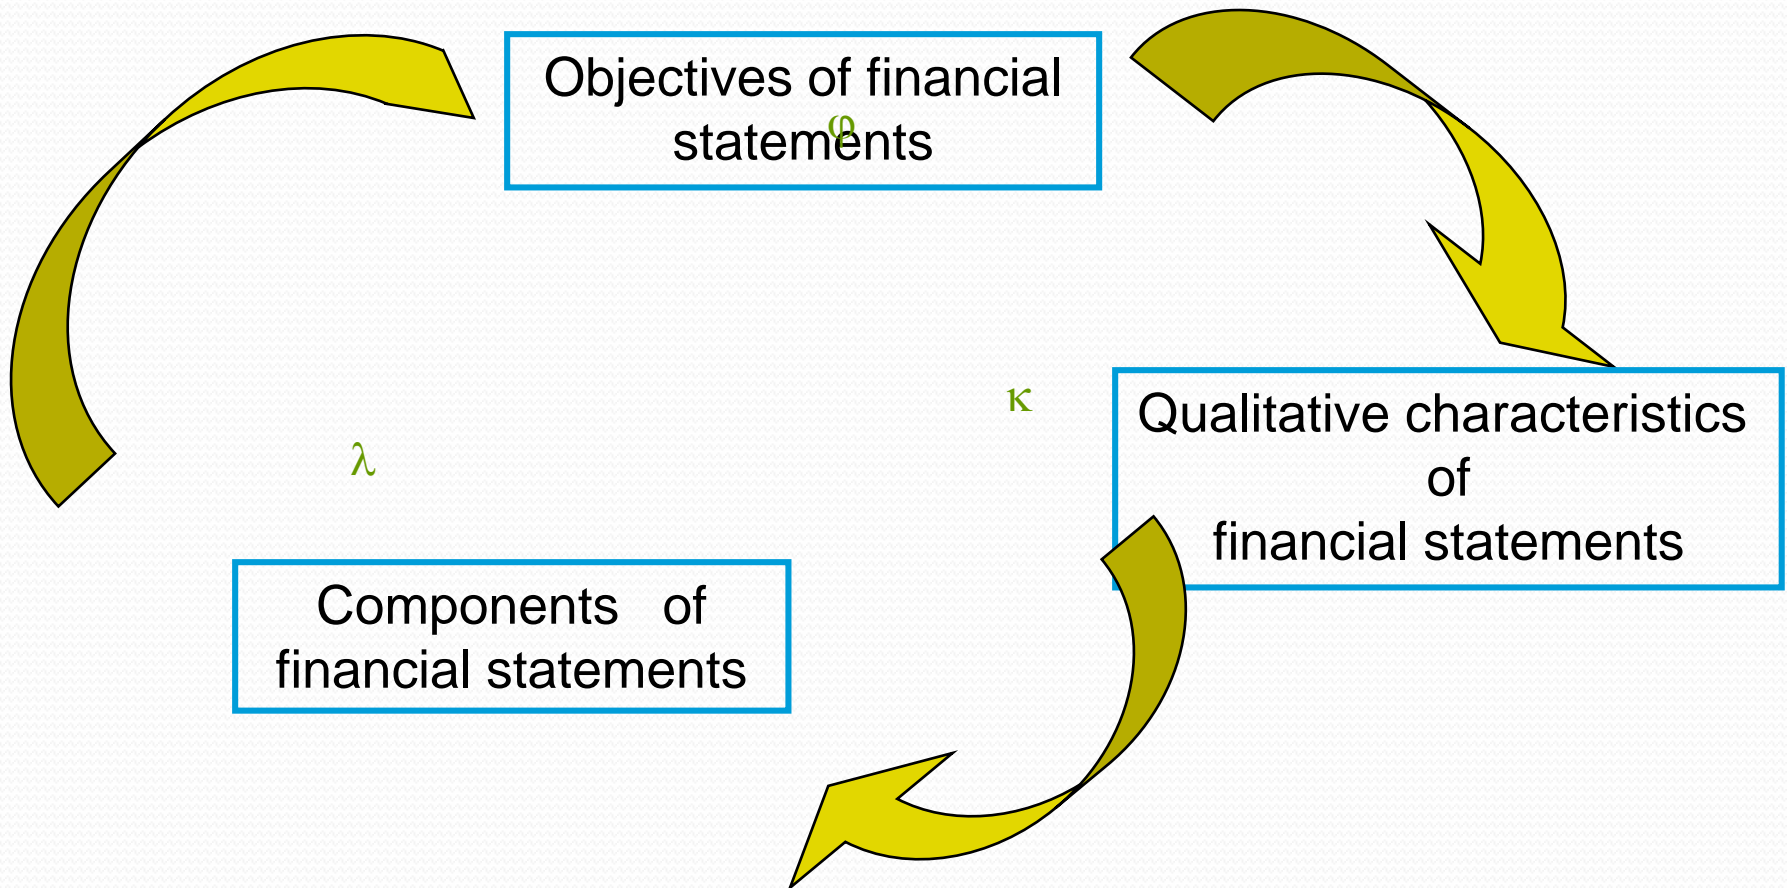 Objectives of financial
statements
φ
κ
Qualitative characteristics
of
financial statements
λ
Components of
financial statements